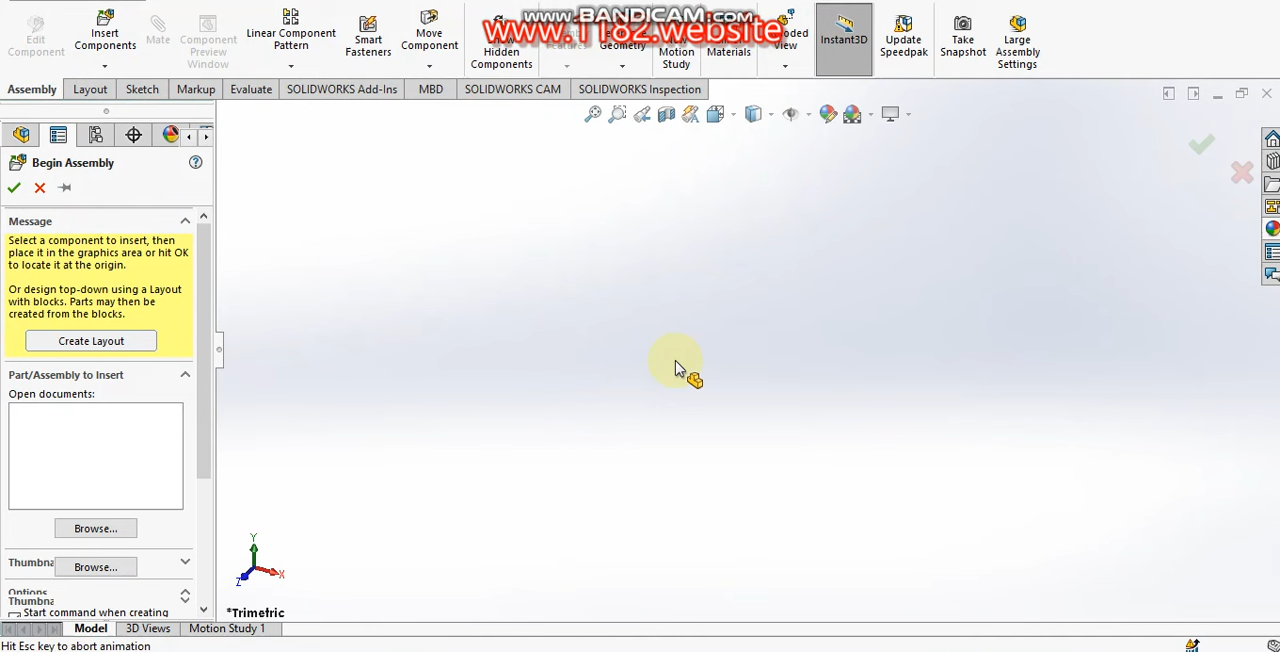 www.BANDICAM.com
www.1182.website
Edit
Component
Insert
Components
Mate
Component
Preview
Window
Linear Component
Pattern
Smart
Fasteners
Move
Component
Hidden
Components
Geometry
New
Motion
Study
Materials
View
Instant3D
Update
Speedpak
Take
Snapshot
Large
Assembly
Settings
Assembly
Layout
Sketch
Markup
Evaluate
SOLIDWORKS Add-Ins
MBD
SOLIDWORKS CAM
SOLIDWORKS Inspection
Begin Assembly
?
Message
Select a component to insert, then
place it in the graphics area or hit OK
to locate it at the origin.
Or design top-down using a Layout
with blocks. Parts may then be
created from the blocks.
Create Layout
Part/Assembly to Insert
Open documents:
Browse...
Thumbna
Browse...
Options
Thumbna
Start command when creating
Y
X
Z
*Trimetric
Model
3D Views
Motion Study 1
Hit Esc key to abort animation